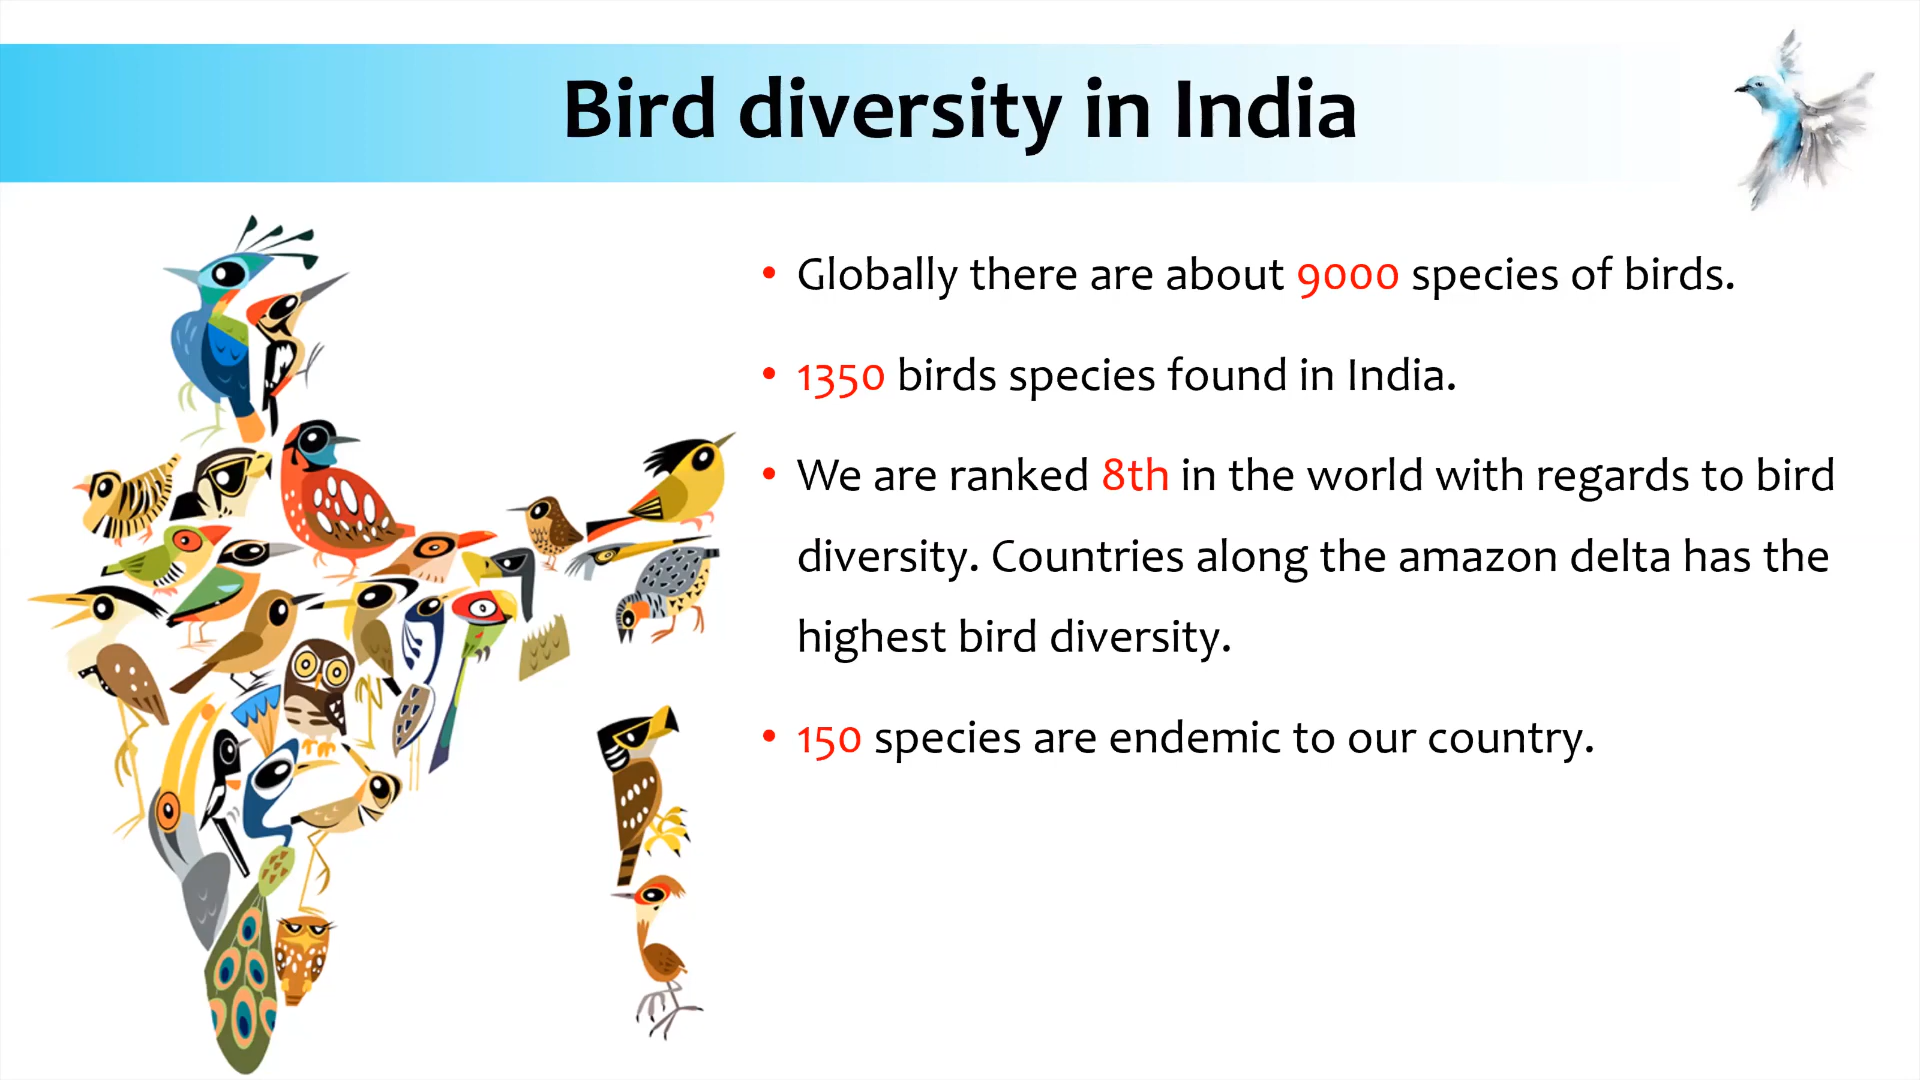 Bird diversity in India
• Globally there are about 9000 species of birds.
• 1350 birds species found in India.
• We are ranked 8th in the world with regards to bird
diversity. Countries along the amazon delta has the
highest bird diversity.
• 150 species are endemic to our country.